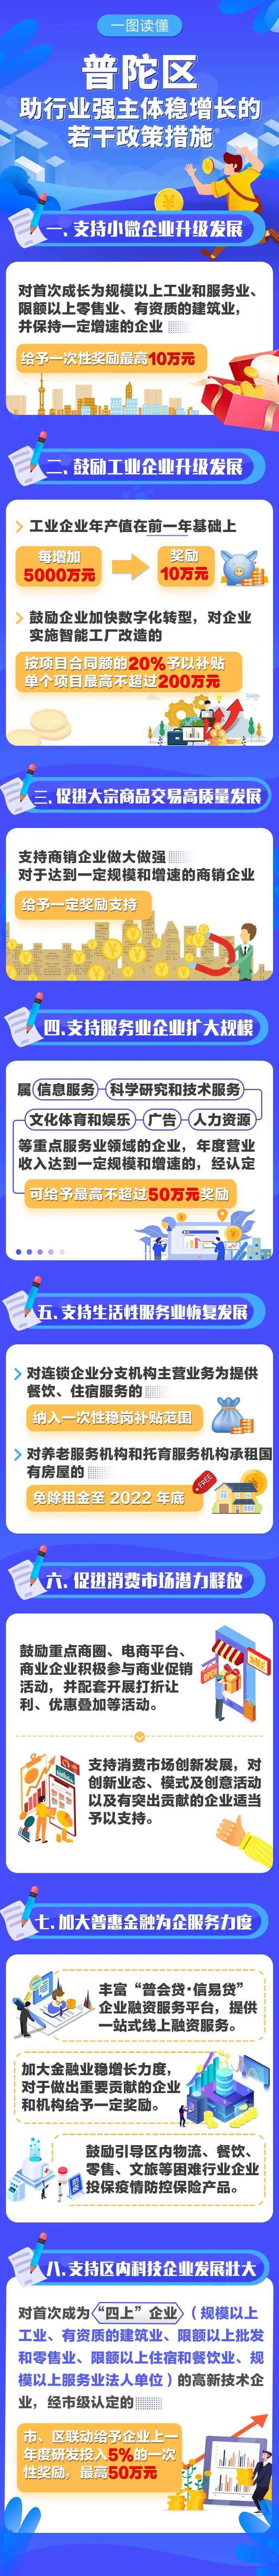 一图读懂
普陀区
助行业强主体稳增长的
若干政策措施
一、支持小微企业升级发展
对首次成长为规模以上工业和服务业、
限额以上零售业、有资质的建筑业，
并保持一定增速的企业
给予一次性奖励最高10万元
二、鼓励工业企业升级发展
工业企业年产值在前一年基础上
每增加
5000万元
奖励
10万元
鼓励企业加快数字化转型，对企业
实施智能工厂改造的
按项目合同额的20%予以补贴
单个项目最高不超过200万元
三、促进大宗商品交易高质量发展
支持商销企业做大做强
对于达到一定规模和增速的商销企业
给予一定奖励支持
四.支持服务业企业扩大规模
属 信息服务 科学研究和技术服务
文化体育和娱乐 广告 人力资源
等重点服务业领域的企业，年度营业
收入达到一定规模和增速的，经认定
可给予最高不超过50万元奖励
五.支持生活性服务业恢复发展
对连锁企业分支机构主营业务为提供
餐饮、住宿服务的
纳入一次性稳岗补贴范围
对养老服务机构和托育服务机构承租国
有房屋的
免除租金至 2022 年底
FREE
六、促进消费市场潜力释放
鼓励重点商圈、电商平台、
商业企业积极参与商业促销
活动，并配套开展打折让
利、优惠叠加等活动。
支持消费市场创新发展，对
创新业态、模式及创意活动
以及有突出贡献的企业适当
予以支持。
七、加大普惠金融为企服务力度
丰富“普会贷·信易贷”
企业融资服务平台，提供
一站式线上融资服务。
加大金融业稳增长力度，
对于做出重要贡献的企业
和机构给予一定奖励。
鼓励引导区内物流、餐饮、
零售、文旅等困难行业企业
投保疫情防控保险产品。
八、支持区内科技企业发展壮大
对首次成为“四上”企业（规模以上
工业、有资质的建筑业、限额以上批发
和零售业、限额以上住宿和餐饮业、规
模以上服务业法人单位）的高新技术企
业，经市级认定的
市、区联动给予企业上一
年度研发投入5%的一次
性奖励，最高50万元